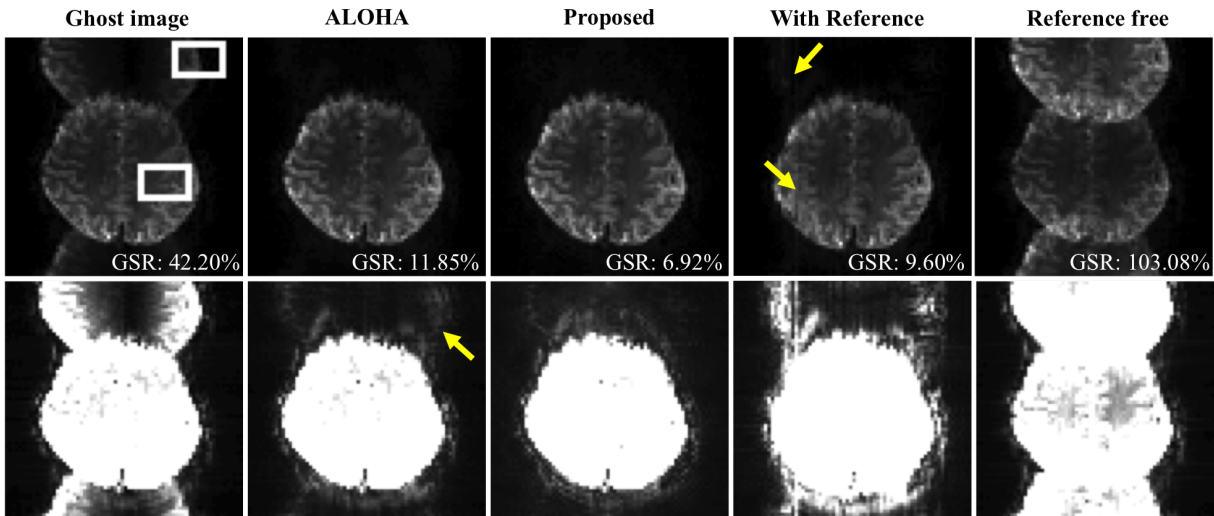 Ghost image
ALOHA
Proposed
With Reference
Reference free
GSR: 42.20%
GSR: 11.85%
GSR: 6.92%
GSR: 9.60%
GSR: 103.08%